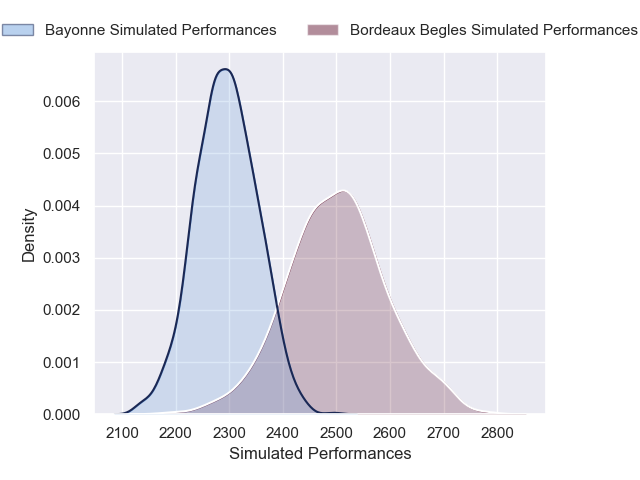 Bayonne Simulated Performances
Bordeaux Begles Simulated Performances
0.006
0.005
0.004
0.003
0.002
0.001
0.000
Density
2100 2200 2300 2400 2500 2600 2700 2800
Simulated Performances